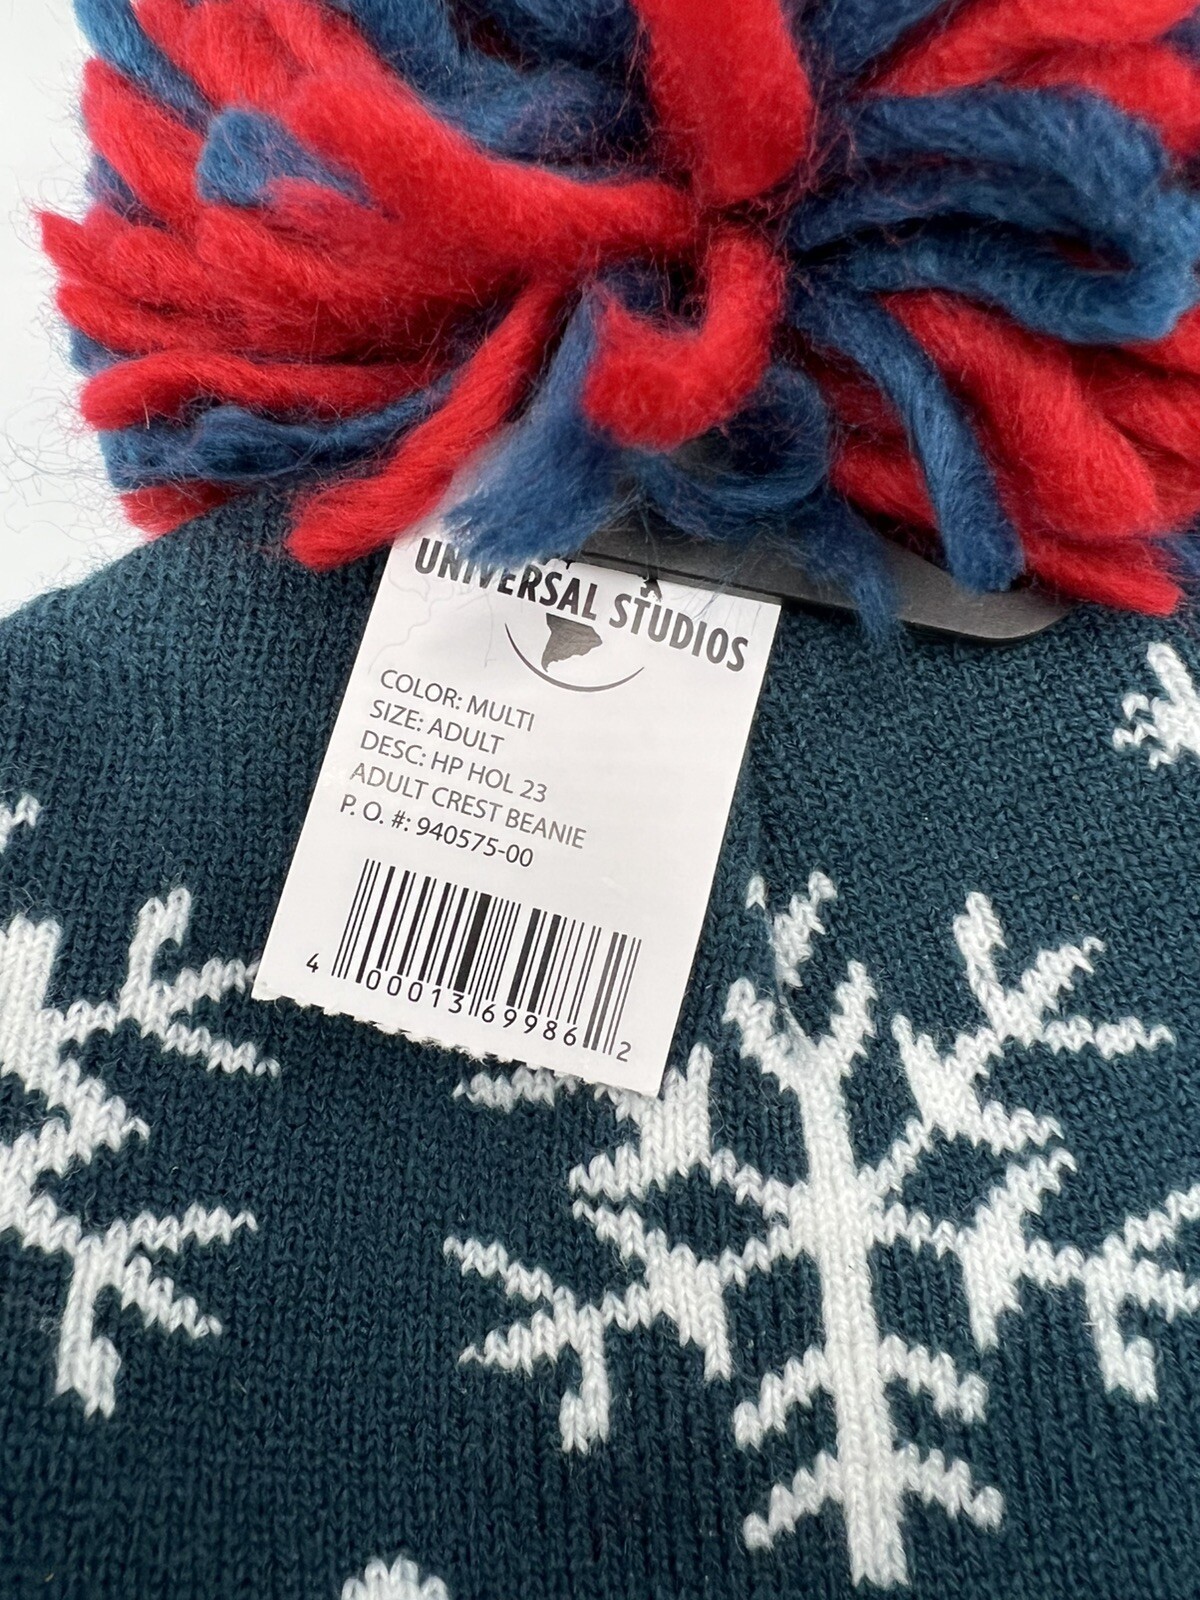 UNIVERSAL STUDIOS
COLOR: MULTI
SIZE: ADULT
DESC: HP HOL 23
ADULT CREST BEANIE
P. O. #: 940575-00
4 00013 69986 2